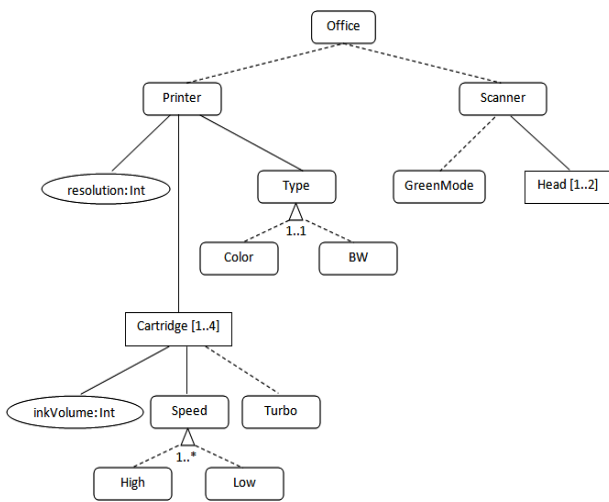 Office
Printer
Scanner
resolution:Int
Type
GreenMode
Head [1..2]
1..1
Color
BW
Cartridge [1..4]
inkVolume:Int
Speed
Turbo
1..*
High
Low